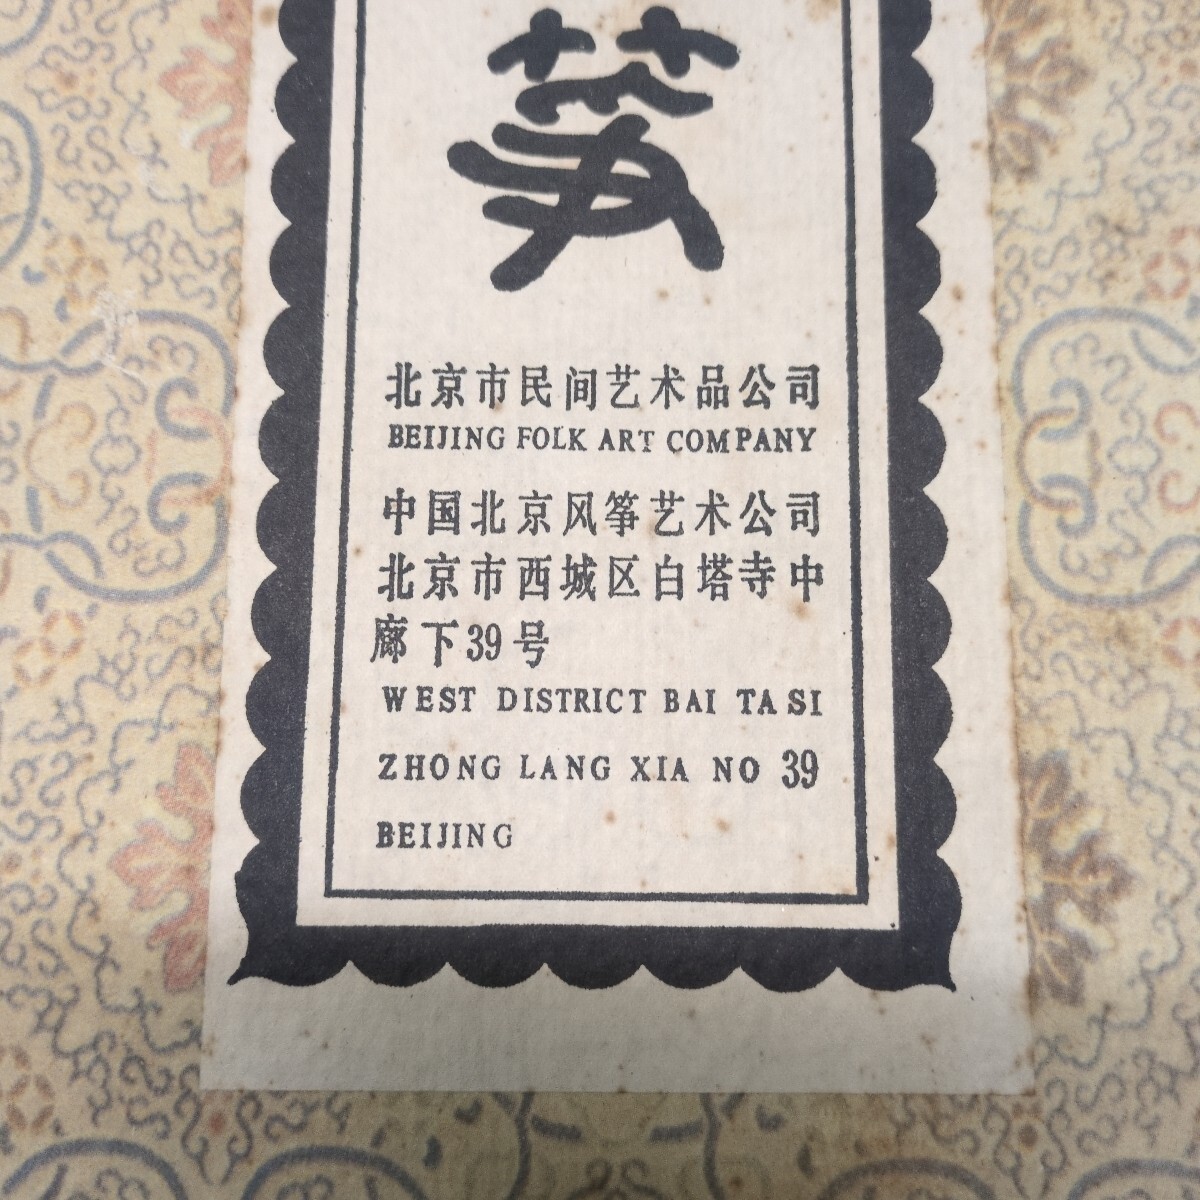 筝
北京市民间艺术品公司
BEIJING FOLK ART COMPANY
中国北京风筝艺术公司
北京市西城区白塔寺中
廊下39号
WEST DISTRICT BAI TA SI
ZHONG LANG XIA NO 39
BEIJING